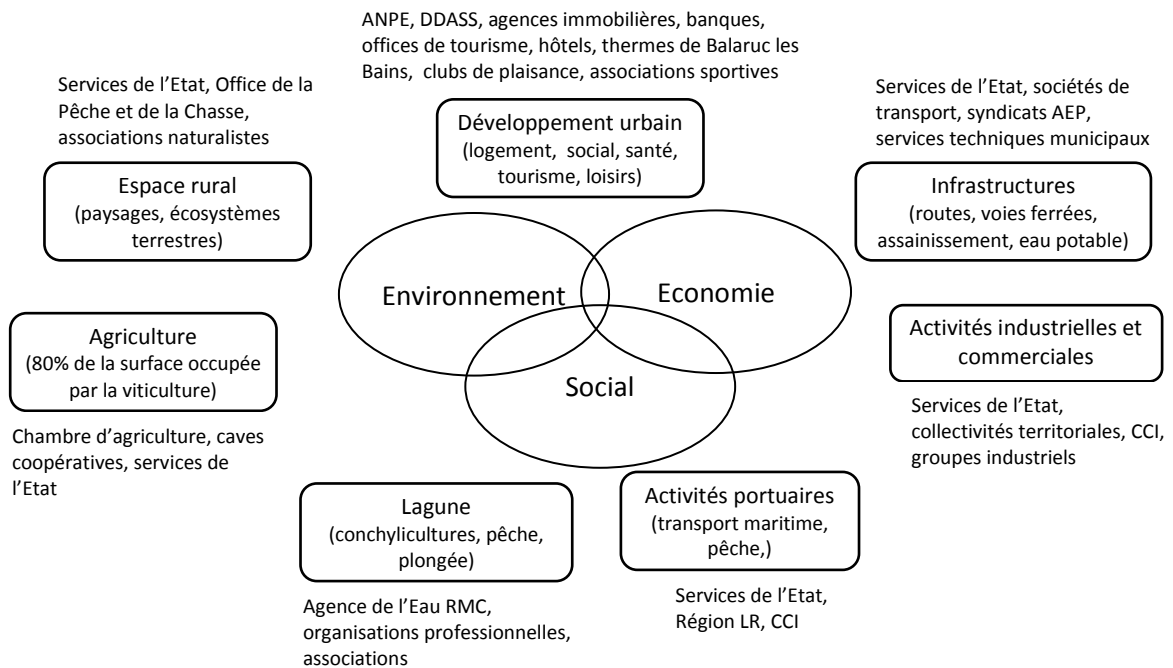 ANPE, DDASS, agences immobilières, banques,
offices de tourisme, hôtels, thermes de Balaruc les
Bains, clubs de plaisance, associations sportives
Services de l'Etat, Office de la
Pêche et de la Chasse,
associations naturalistes
Services de l'Etat, sociétés de
transport, syndicats AEP,
services techniques municipaux
Développement urbain
(logement, social, santé,
tourisme, loisirs)
Espace rural
(paysages, écosystèmes
terrestres)
Infrastructures
(routes, voies ferrées,
assainissement, eau potable)
Environnement
Economie
Social
Agriculture
(80% de la surface occupée
par la viticulture)
Activités industrielles et
commerciales
Chambre d'agriculture, caves
coopératives, services de
l'Etat
Services de l'Etat,
collectivités territoriales, CCI,
groupes industriels
Lagune
(conchylicultures, pêche,
plongée)
Activités portuaires
(transport maritime,
pêche,)
Agence de l'Eau RMC,
organisations professionnelles,
associations
Services de l'Etat,
Région LR, CCI